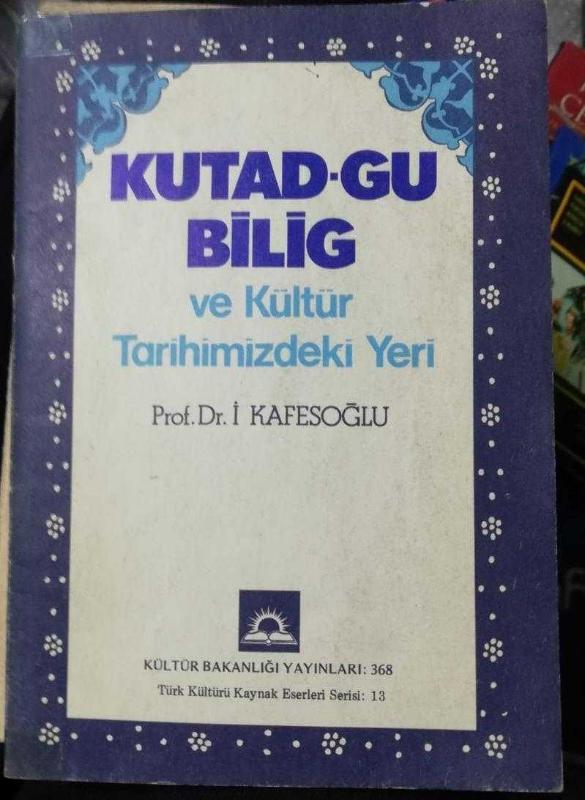 KUTAD-GU
BİLİG
ve Kültür
Tarihimizdeki Yeri
Prof. Dr. İ KAFESOĞLU
KÜLTÜR BAKANLIĞI YAYINLARI: 368
Türk Kültürü Kaynak Eserleri Serisi: 13